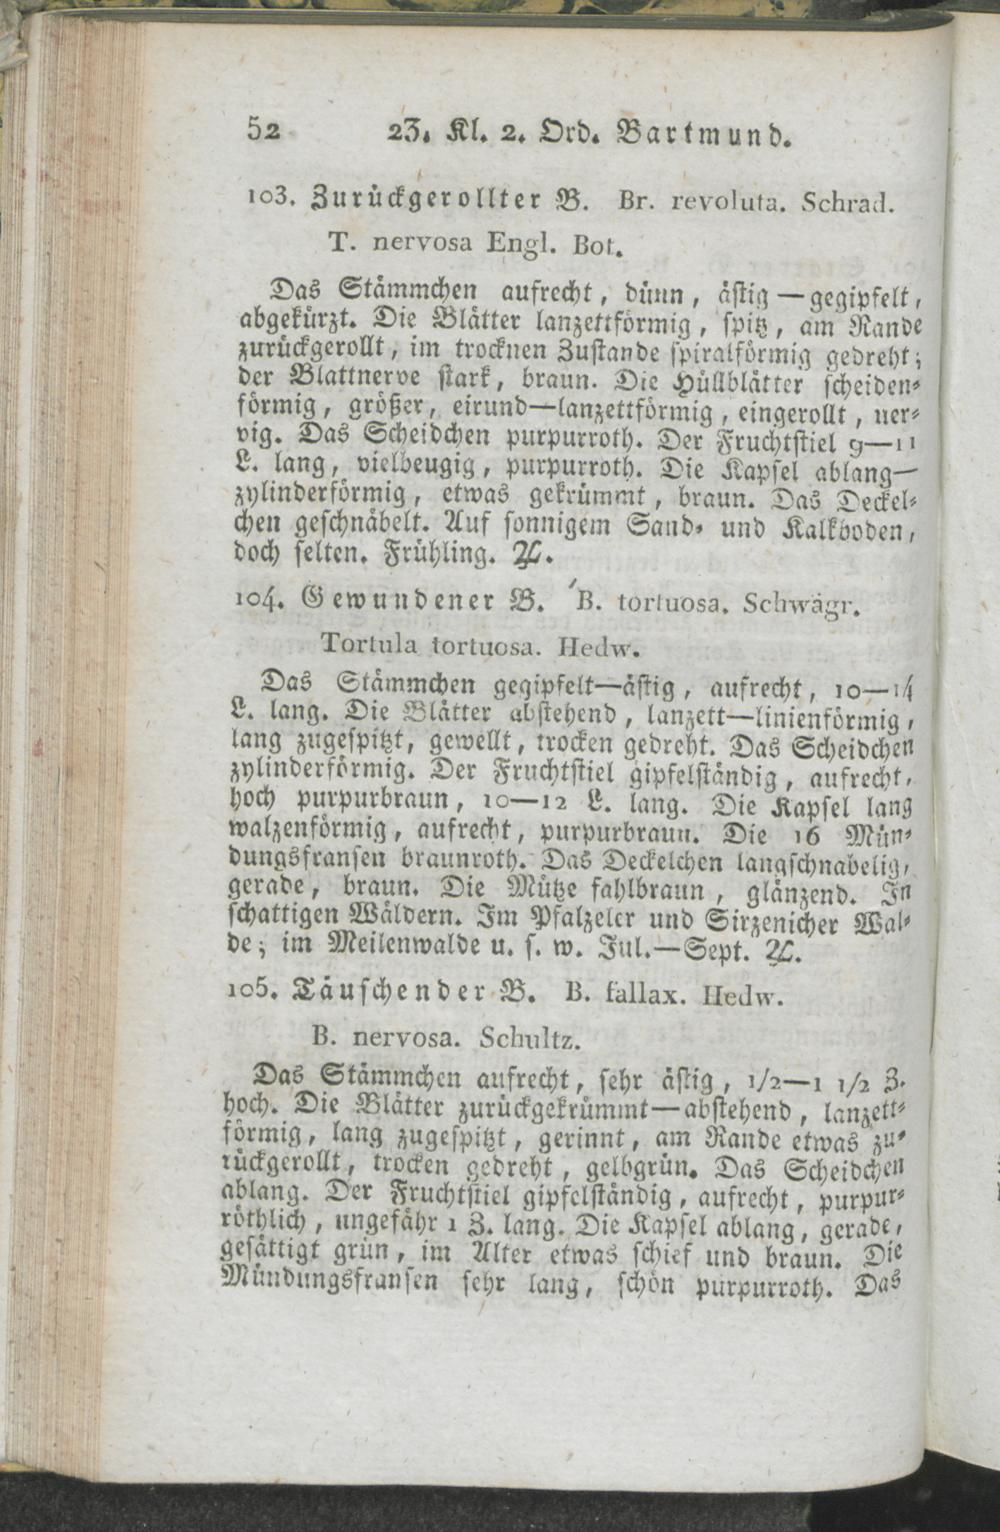 52 23. Kl. 2. Ord. Bartmund.
103. Zurückgerollter B. Br. revoluta. Schrad.
T. nervosa Engl. Bot.
Das Stämmchen aufrecht, dünn, ästig — gegipfelt,
abgekürzt. Die Blätter lanzettförmig, spitz, am Rande
zurückgerollt, im trocknen Zustande spiralförmig gedreht;
der Blattnerve stark, braun. Die Hüllblätter scheiden-
förmig, größer, eirund—lanzettförmig, eingerollt, ner-
vig. Das Scheidchen purpurroth. Der Fruchtstiel 9—11
L. lang, vielbeugig, purpurroth. Die Kapsel ablang—
zylinderförmig, etwas gekrümmt, braun. Das Deckel-
chen geschnäbelt. Auf sonnigem Sand- und Kalkboden,
doch selten. Frühling. ♃.
104. Gewundener B. B. tortuosa. Schwägr.
Tortula tortuosa. Hedw.
Das Stämmchen gegipfelt—ästig, aufrecht, 10—14
L. lang. Die Blätter abstehend, lanzett—linienförmig,
lang zugespitzt, gewellt, trocken gedreht. Das Scheidchen
zylinderförmig. Der Fruchtstiel gipfelständig, aufrecht,
hoch purpurbraun, 10—12 L. lang. Die Kapsel lang
walzenförmig, aufrecht, purpurbraun. Die 16 Mün-
dungsfransen braunroth. Das Deckelchen langschnabelig,
gerade, braun. Die Mütze fahlbraun, glänzend. In
schattigen Wäldern. Im Pfalzeler und Sirzenicher Wal-
de; im Meilenwalde u. s. w. Jul.—Sept. ♃.
105. Täuschender B. B. fallax. Hedw.
B. nervosa. Schultz.
Das Stämmchen aufrecht, sehr ästig, 1/2—1 1/2 Z.
hoch. Die Blätter zurückgekrümmt—abstehend, lanzett-
förmig, lang zugespitzt, gerinnt, am Rande etwas zu-
rückgerollt, trocken gedreht, gelbgrün. Das Scheidchen
ablang. Der Fruchtstiel gipfelständig, aufrecht, purpur-
röthlich, ungefähr 1 Z. lang. Die Kapsel ablang, gerade,
gesättigt grün, im Alter etwas schief und braun. Die
Mündungsfransen sehr lang, schön purpurroth. Das